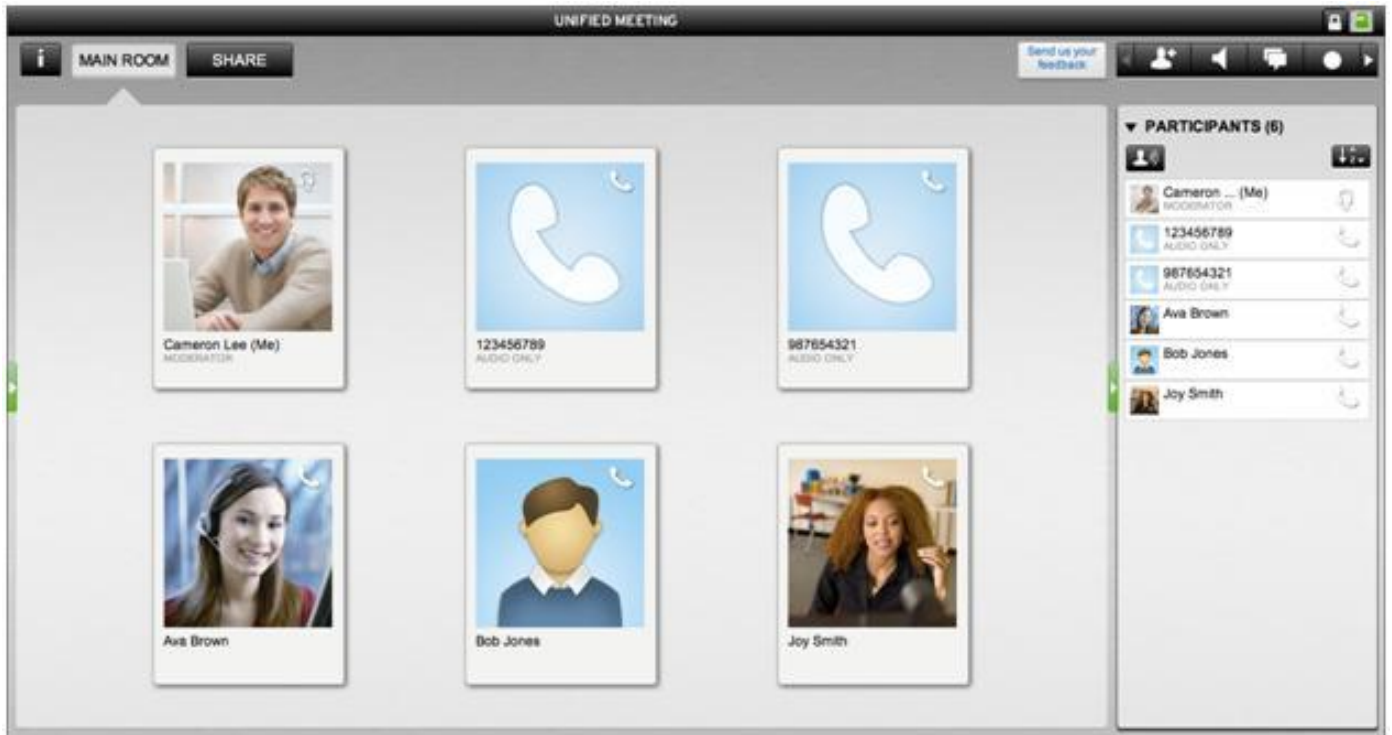 UNIFIED MEETING
i
MAIN ROOM
SHARE
Send us your
feedback
PARTICIPANTS (6)
Cameron ... (Me)
MODERATOR
123456789
AUDIO ONLY
987654321
AUDIO ONLY
Ava Brown
Bob Jones
Joy Smith
Cameron Lee (Me)
MODERATOR
123456789
AUDIO ONLY
987654321
AUDIO ONLY
Ava Brown
Bob Jones
Joy Smith